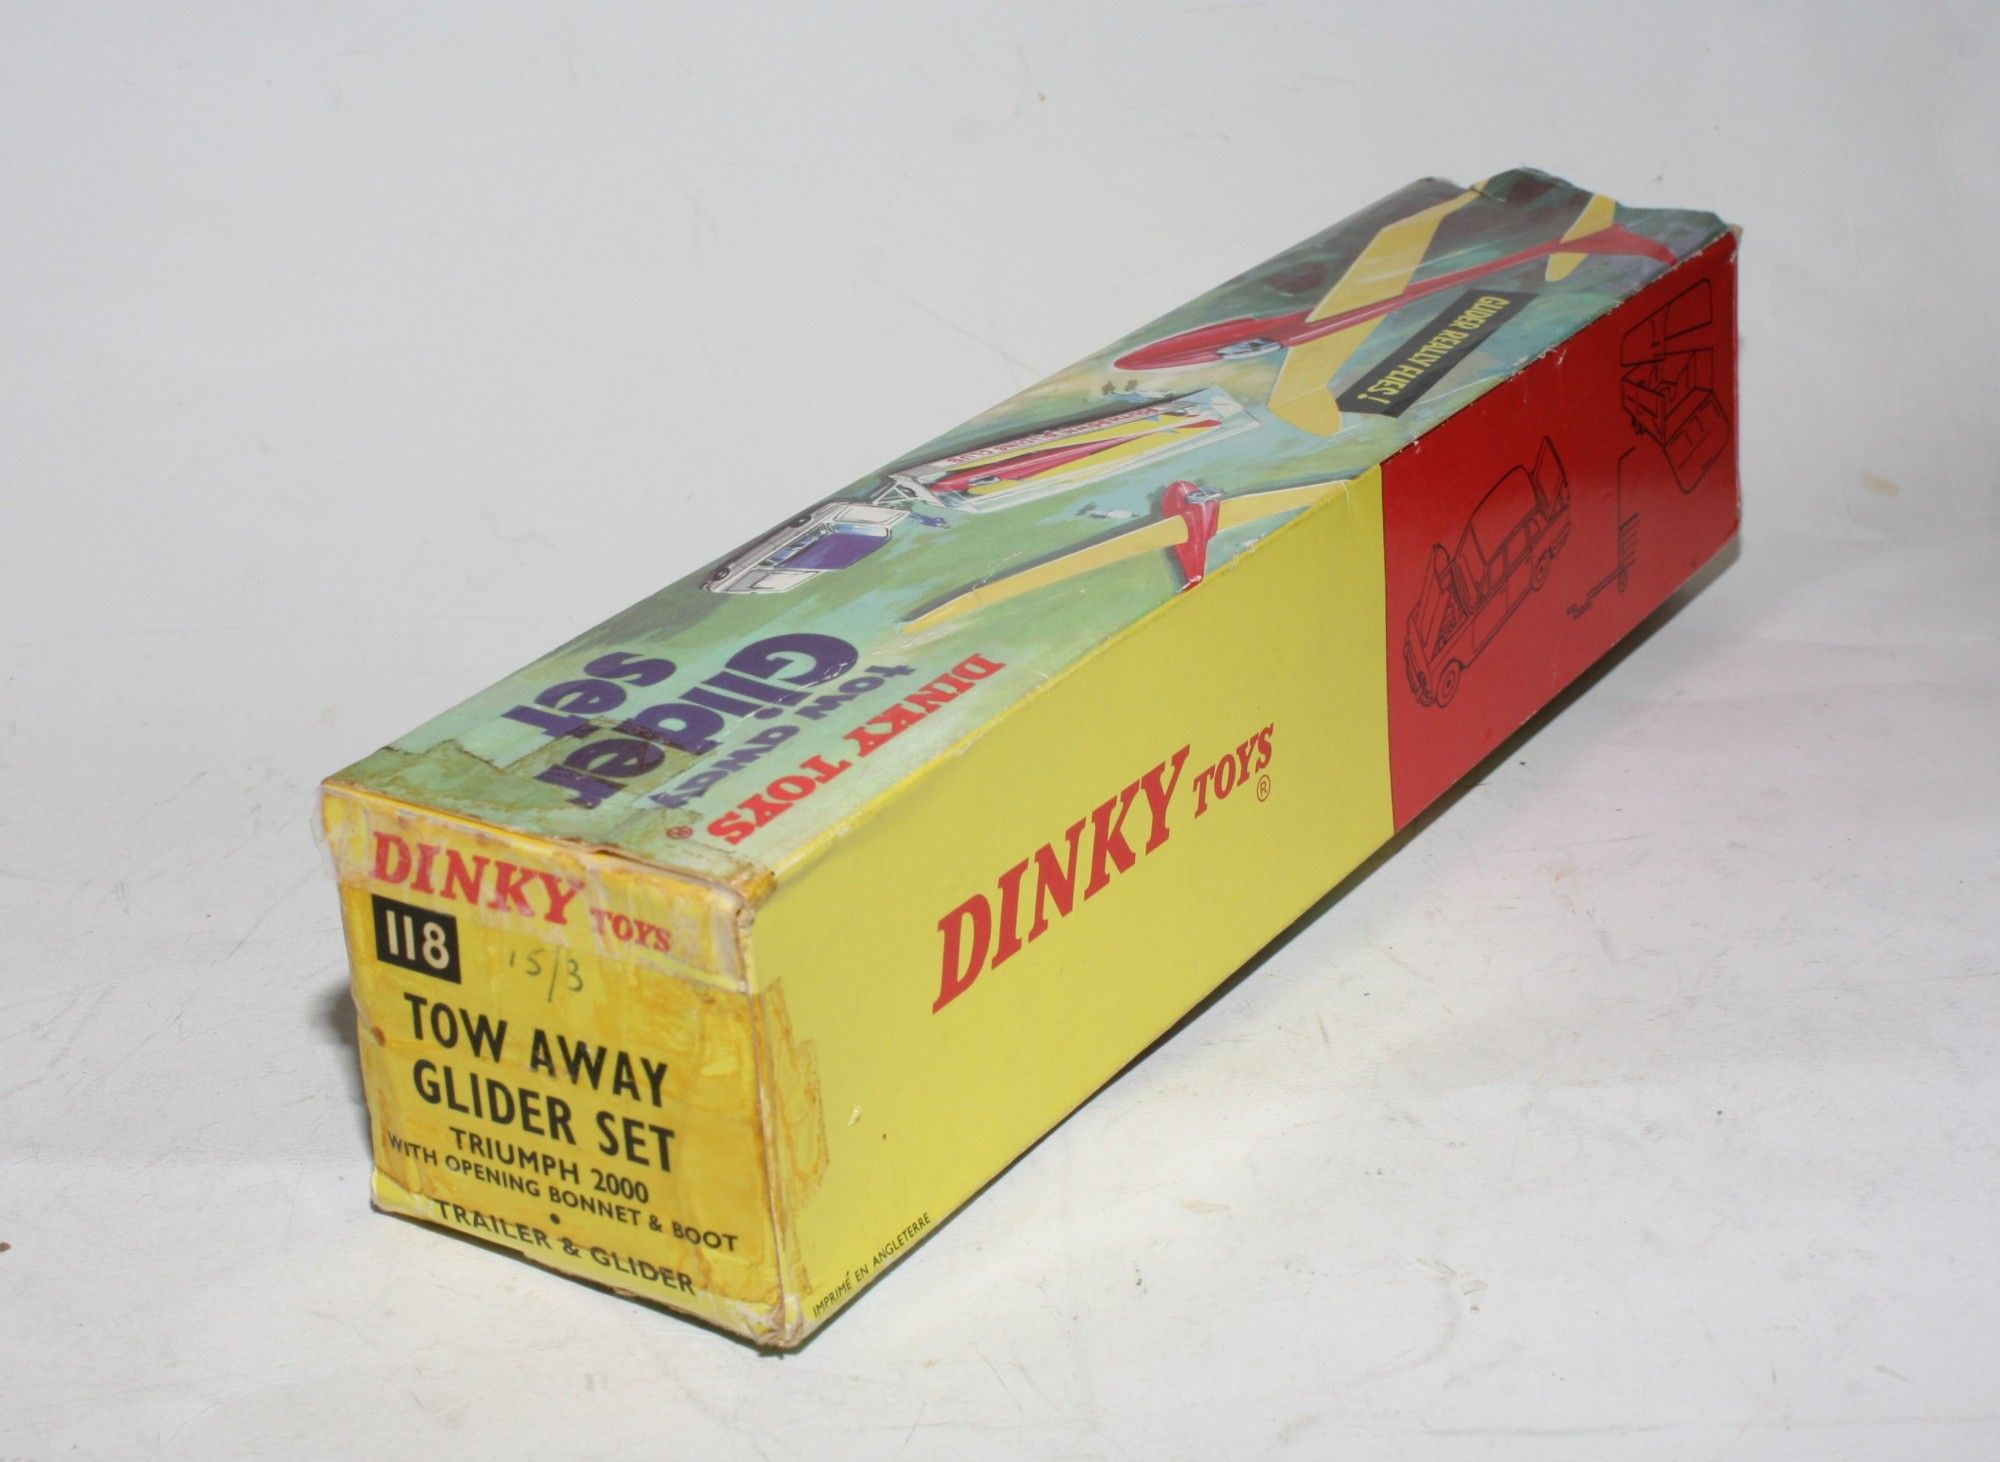 GLIDER REALLY FLIES!
DINKY TOYS®
tow away
Glider
set
DINKY TOYS
118
15/3
TOW AWAY
GLIDER SET
TRIUMPH 2000
WITH OPENING BONNET & BOOT
•
TRAILER & GLIDER
DINKY TOYS®
IMPRIMÉ EN ANGLETERRE